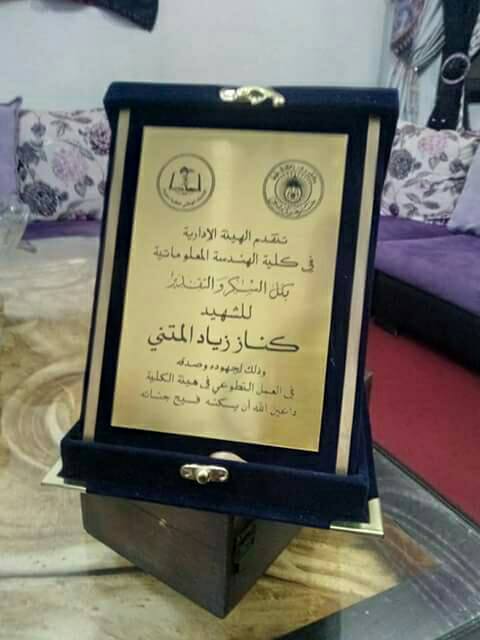 تتقدم الهيئة الإدارية
في كلية الهندسة المعلوماتية
بكل الشكر والتقدير
للشهيد
كناز زياد المتني
وذلك لجهوده وصدقه
في العمل التطوعي في هيئة الكلية
داعين الله أن يسكنه فسيح جنانه